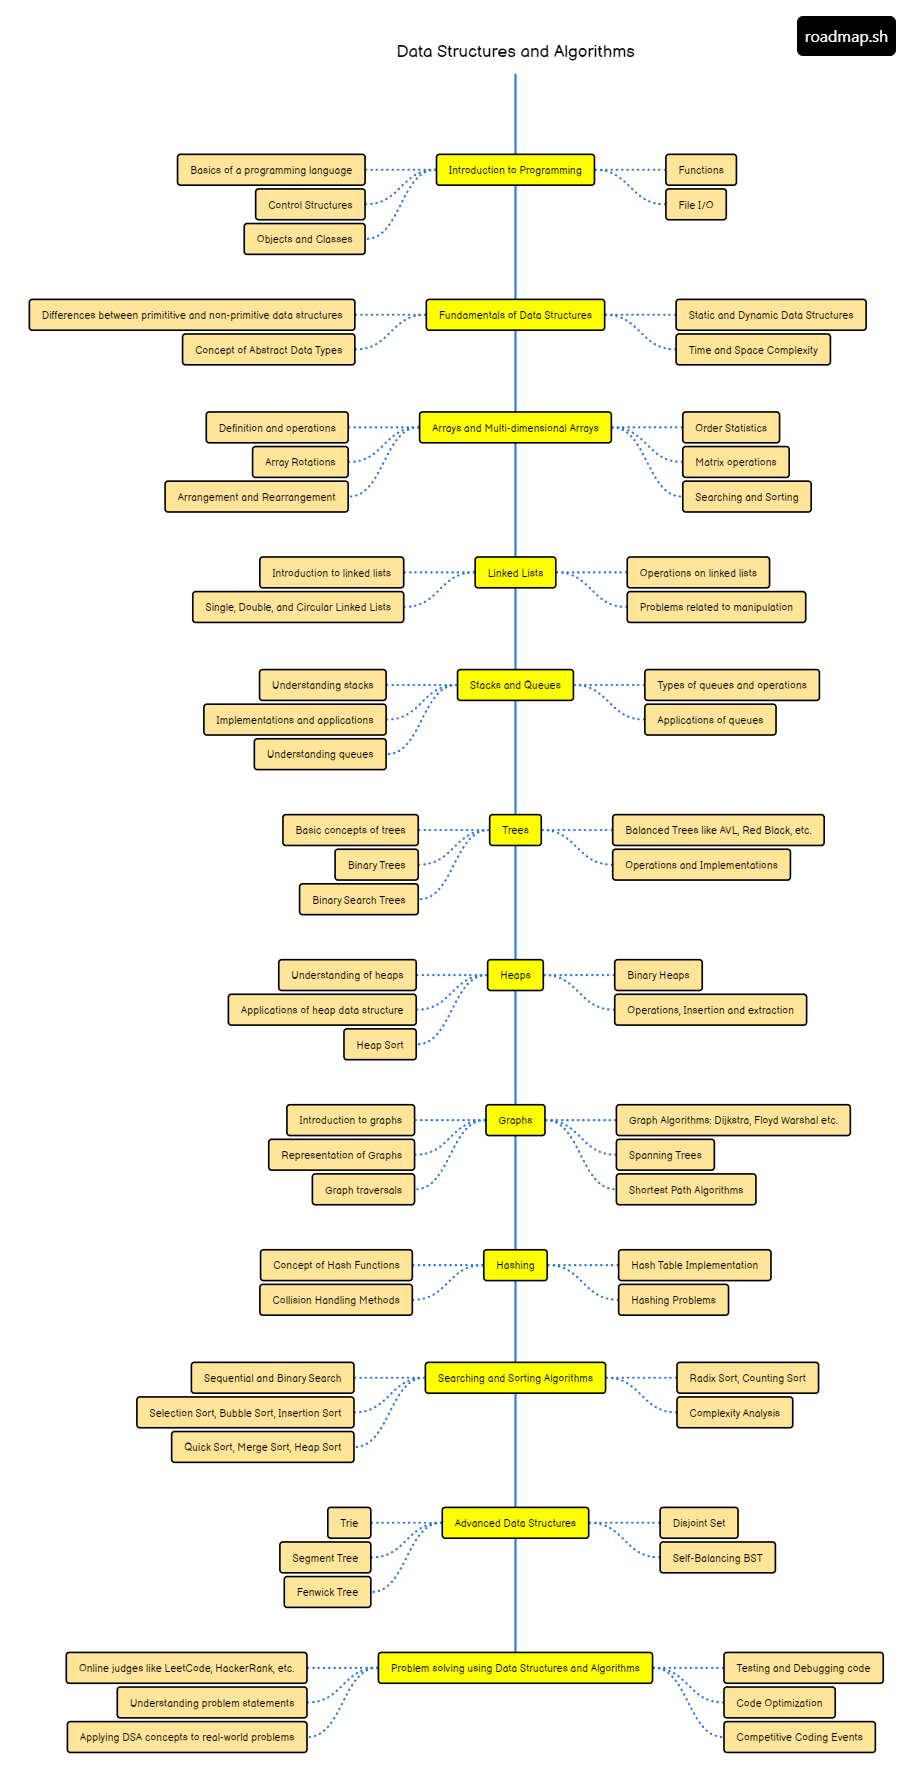 roadmap.sh
Data Structures and Algorithms
Introduction to Programming
Basics of a programming language
Control Structures
Objects and Classes
Functions
File I/O
Fundamentals of Data Structures
Differences between primititive and non-primitive data structures
Concept of Abstract Data Types
Static and Dynamic Data Structures
Time and Space Complexity
Arrays and Multi-dimensional Arrays
Definition and operations
Array Rotations
Arrangement and Rearrangement
Order Statistics
Matrix operations
Searching and Sorting
Linked Lists
Introduction to linked lists
Single, Double, and Circular Linked Lists
Operations on linked lists
Problems related to manipulation
Stacks and Queues
Understanding stacks
Implementations and applications
Understanding queues
Types of queues and operations
Applications of queues
Trees
Basic concepts of trees
Binary Trees
Binary Search Trees
Balanced Trees like AVL, Red Black, etc.
Operations and Implementations
Heaps
Understanding of heaps
Applications of heap data structure
Heap Sort
Binary Heaps
Operations, Insertion and extraction
Graphs
Introduction to graphs
Representation of Graphs
Graph traversals
Graph Algorithms: Dijkstra, Floyd Warshal etc.
Spanning Trees
Shortest Path Algorithms
Hashing
Concept of Hash Functions
Collision Handling Methods
Hash Table Implementation
Hashing Problems
Searching and Sorting Algorithms
Sequential and Binary Search
Selection Sort, Bubble Sort, Insertion Sort
Quick Sort, Merge Sort, Heap Sort
Radix Sort, Counting Sort
Complexity Analysis
Advanced Data Structures
Trie
Segment Tree
Fenwick Tree
Disjoint Set
Self-Balancing BST
Problem solving using Data Structures and Algorithms
Online judges like LeetCode, HackerRank, etc.
Understanding problem statements
Applying DSA concepts to real-world problems
Testing and Debugging code
Code Optimization
Competitive Coding Events